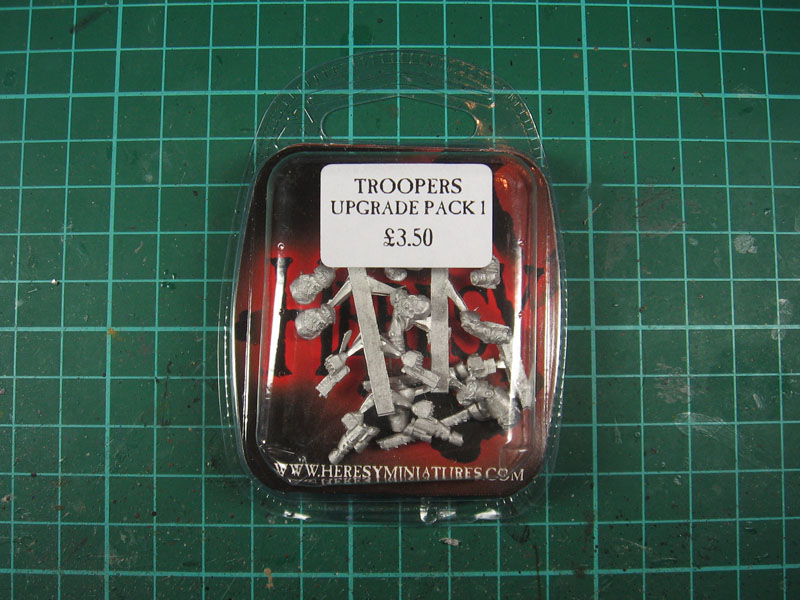 TROOPERS
UPGRADE PACK 1
£3.50
WWW.HERESYMINIATURES.COM